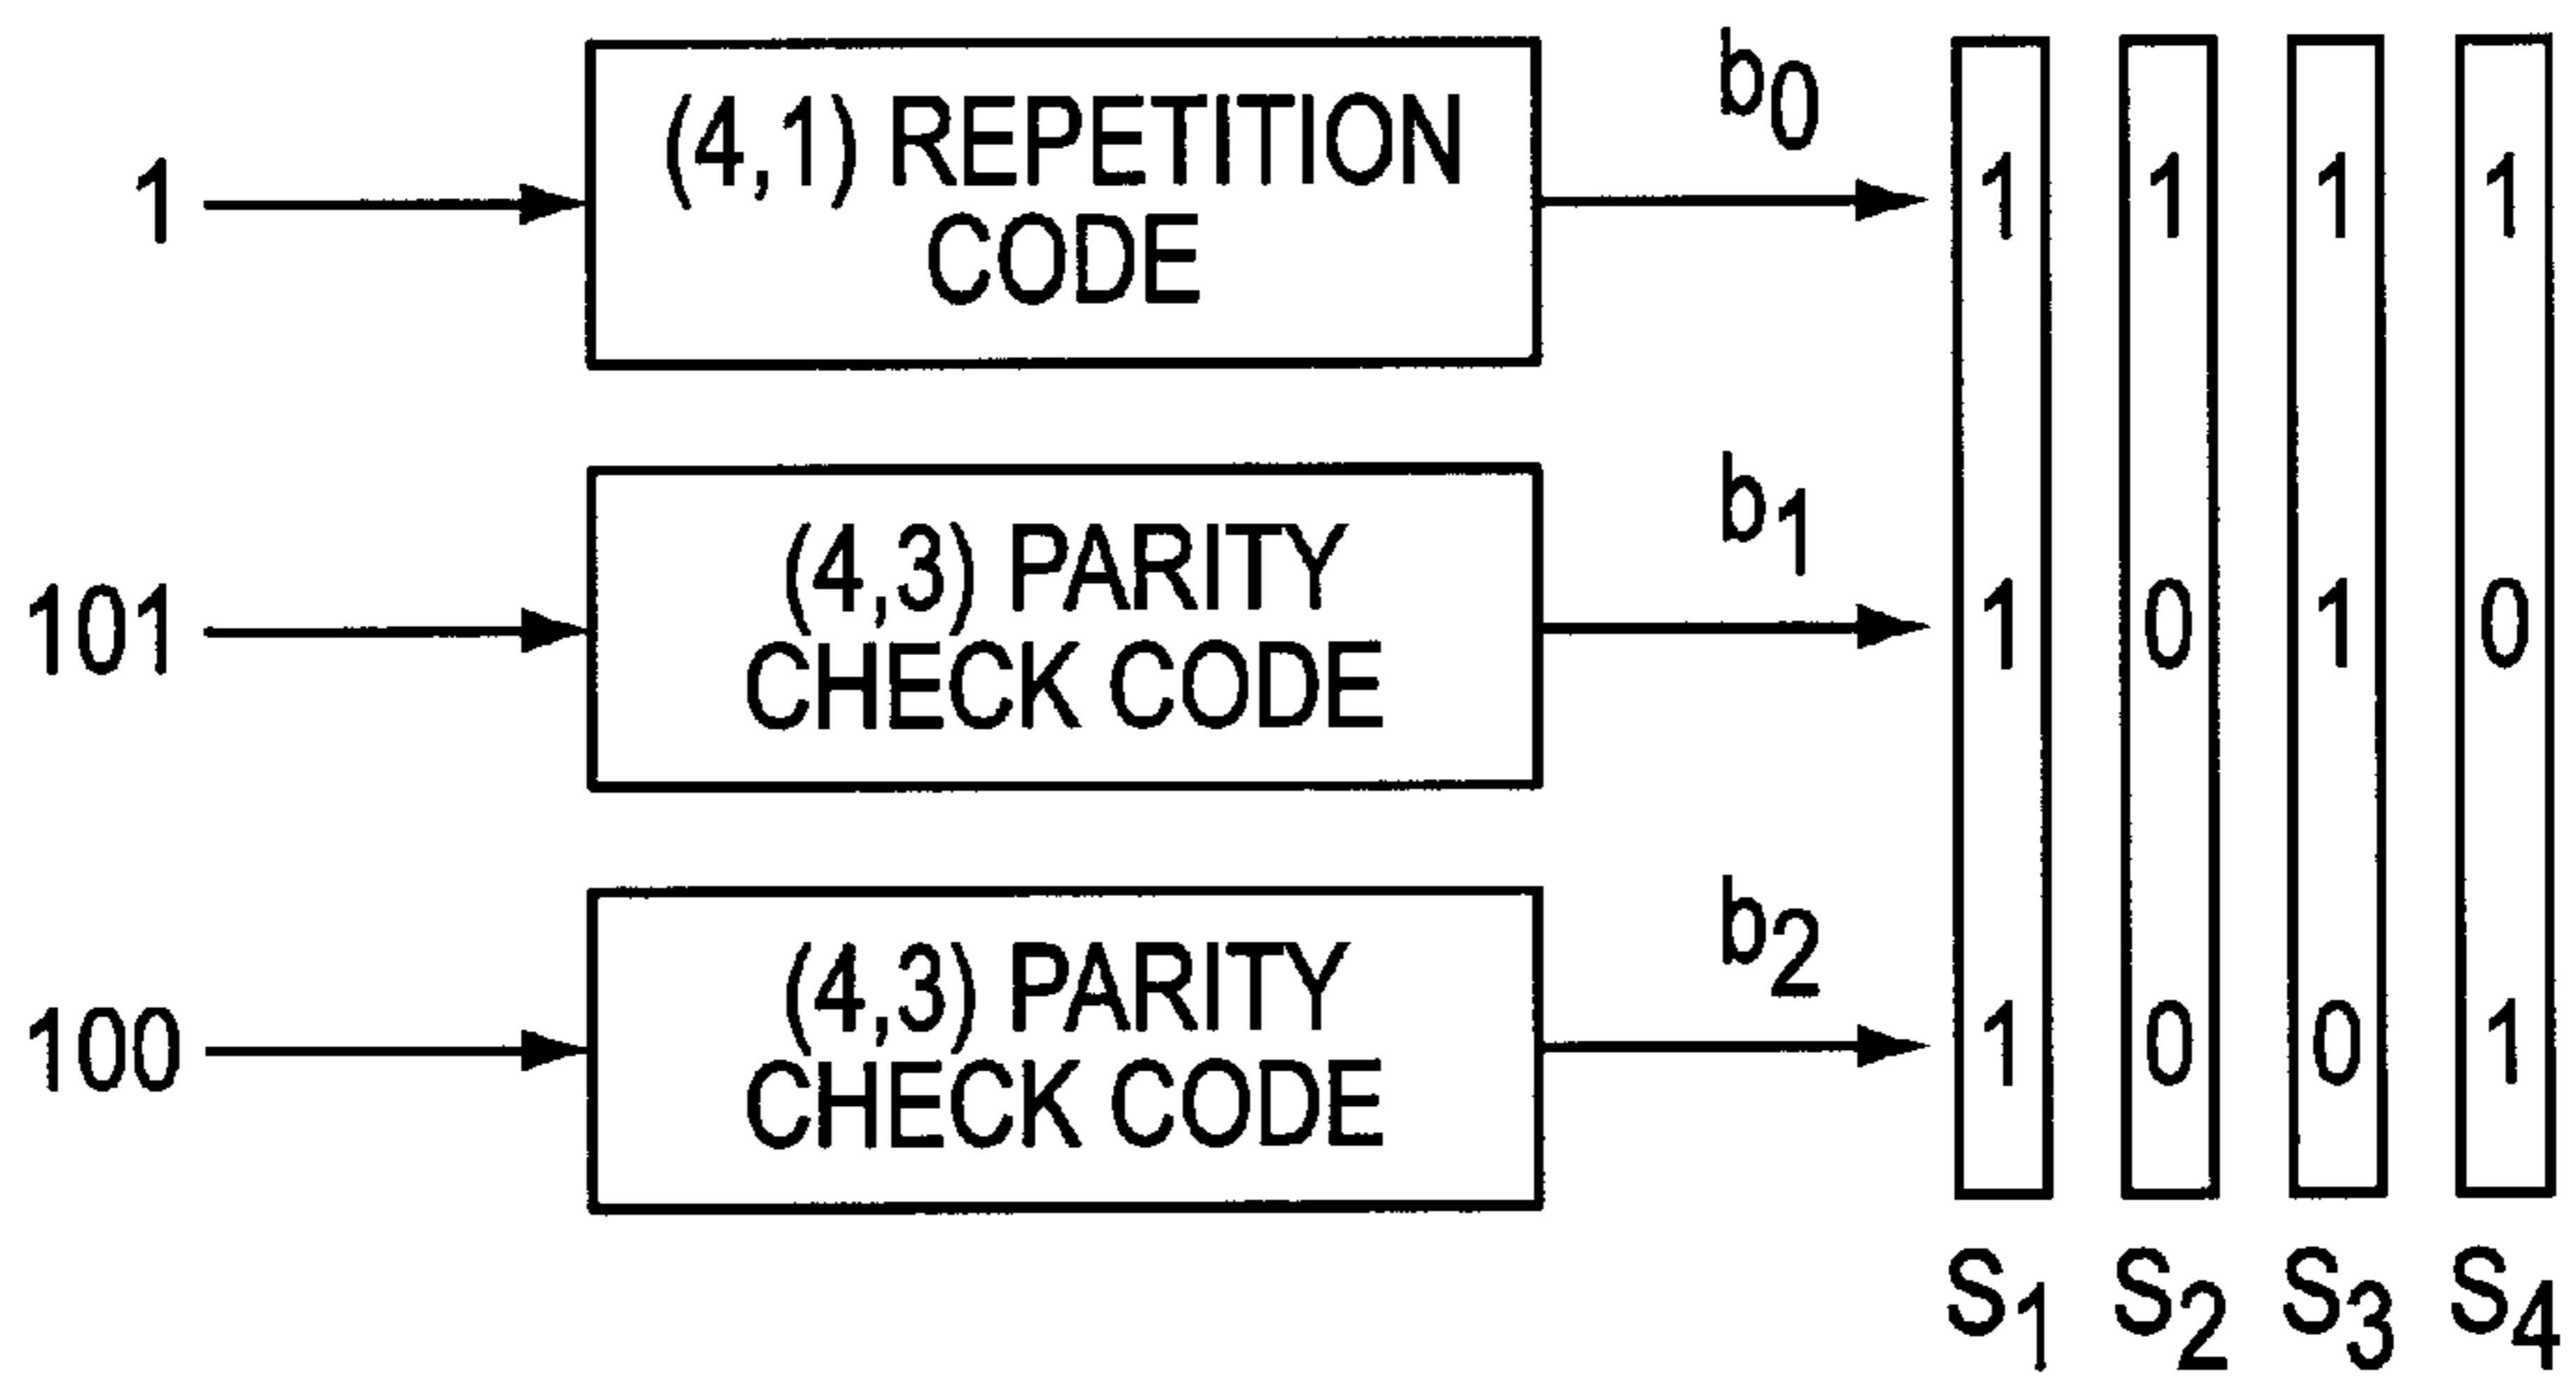 1
(4,1) REPETITION
CODE
b0
1 1 1 1
101
(4,3) PARITY
CHECK CODE
b1
1 0 1 0
100
(4,3) PARITY
CHECK CODE
b2
1 0 0 1
S1 S2 S3 S4